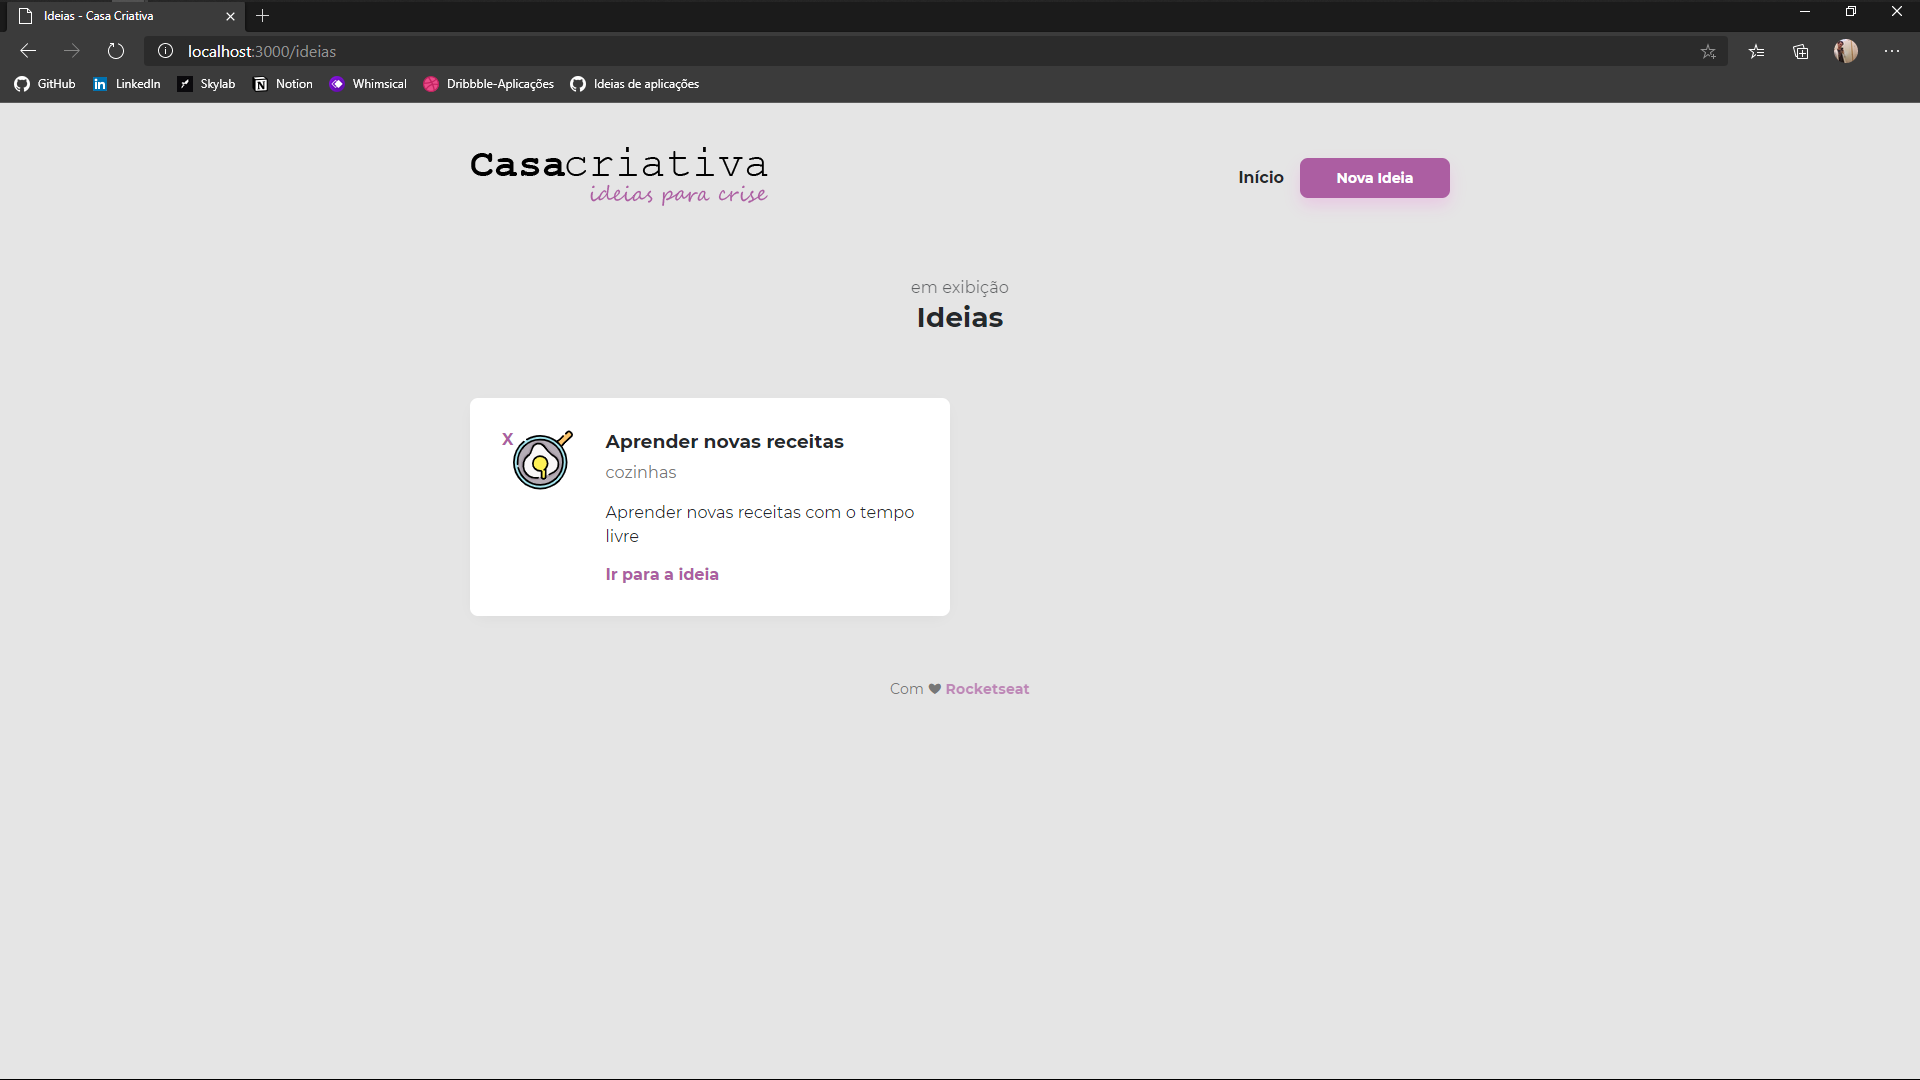 Ideias - Casa Criativa
localhost:3000/ideias
GitHub LinkedIn Skylab Notion Whimsical Dribbble-Aplicações Ideias de aplicações
Casacriativa
ideias para crise
Início Nova Ideia
em exibição
Ideias
X
Aprender novas receitas
cozinhas
Aprender novas receitas com o tempo
livre
Ir para a ideia
Com ♥ Rocketseat